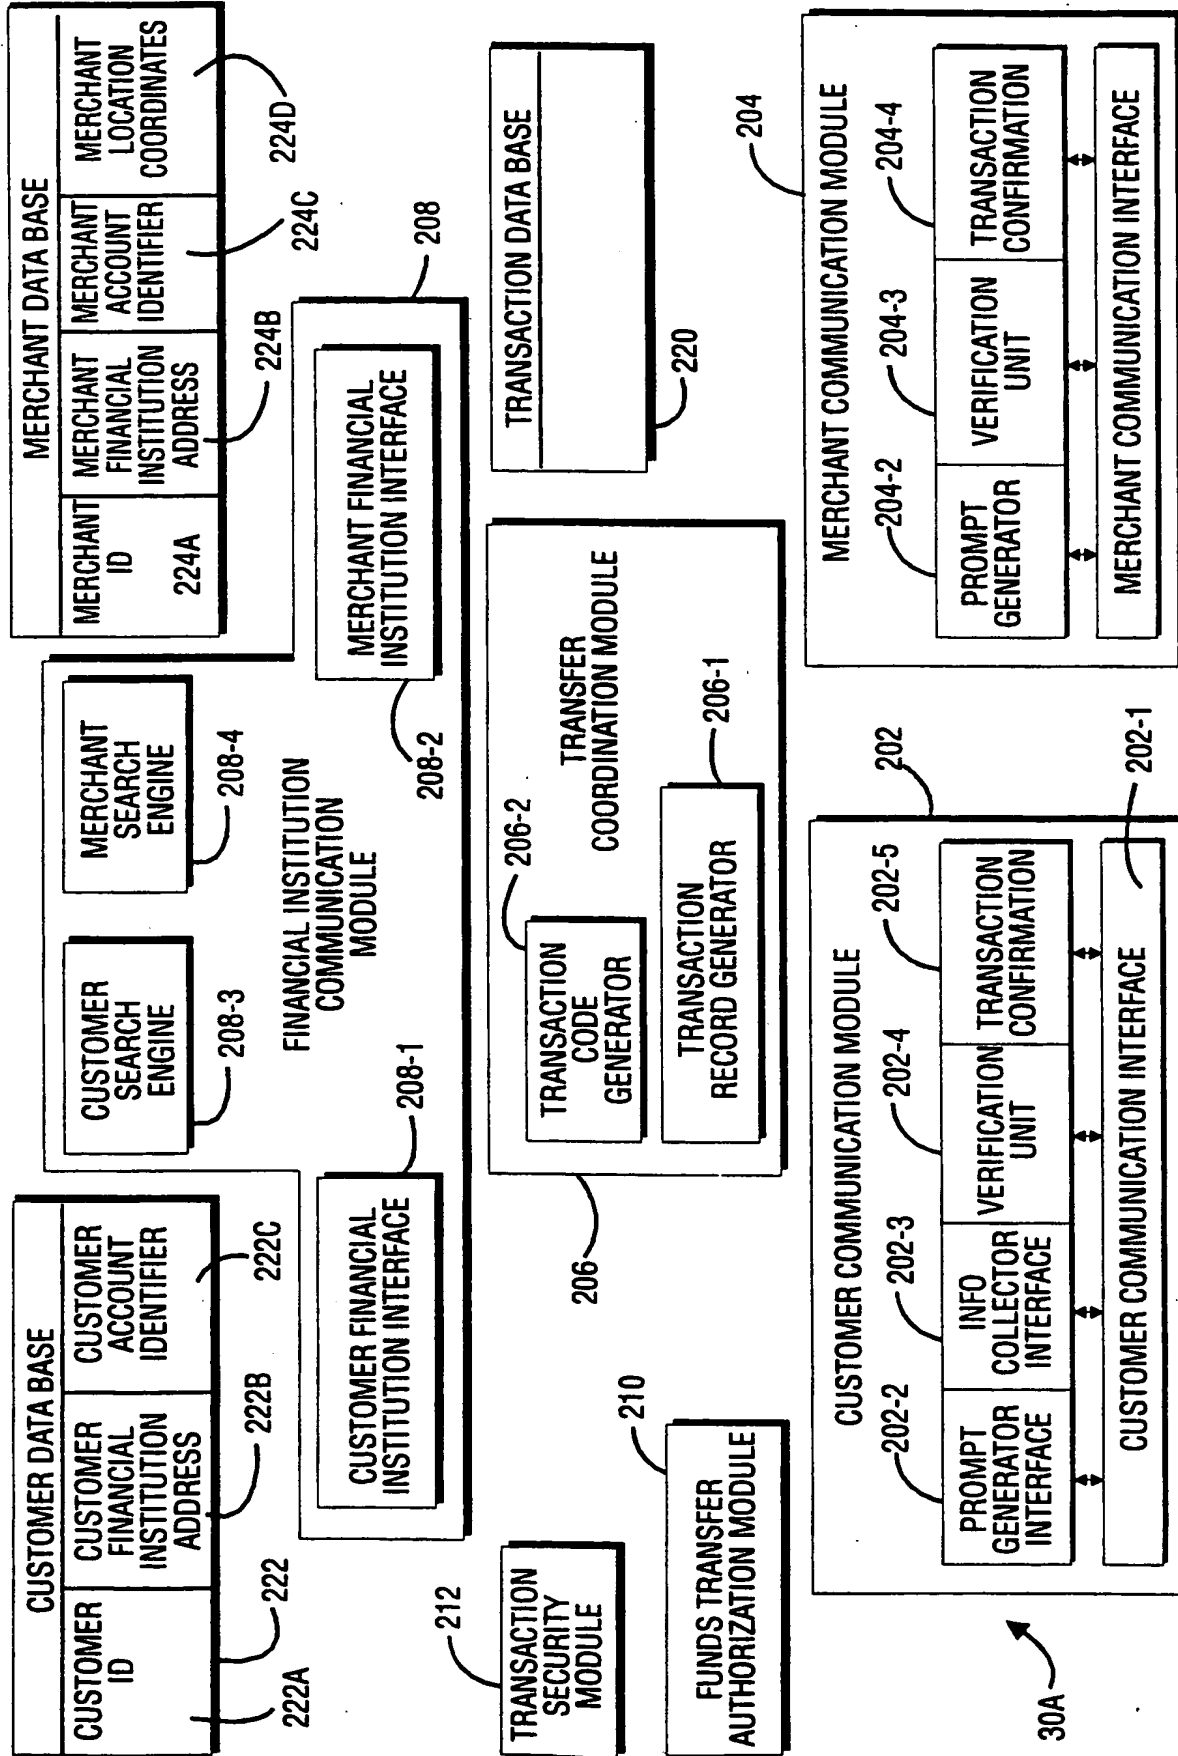 CUSTOMER DATA BASE
CUSTOMER
ID
CUSTOMER
FINANCIAL
INSTITUTION
ADDRESS
CUSTOMER
ACCOUNT
IDENTIFIER
222A
222
222B
222C
CUSTOMER
SEARCH
ENGINE
208-3
MERCHANT
SEARCH
ENGINE
208-4
MERCHANT DATA BASE
MERCHANT
ID
224A
MERCHANT
FINANCIAL
INSTITUTION
ADDRESS
MERCHANT
ACCOUNT
IDENTIFIER
MERCHANT
LOCATION
COORDINATES
224B
224C
224D
FINANCIAL INSTITUTION
COMMUNICATION
MODULE
CUSTOMER FINANCIAL
INSTITUTION INTERFACE
208-1
MERCHANT FINANCIAL
INSTITUTION INTERFACE
208-2
208
212
TRANSACTION
SECURITY
MODULE
210
FUNDS TRANSFER
AUTHORIZATION MODULE
206
206-2
TRANSACTION
CODE
GENERATOR
TRANSFER
COORDINATION MODULE
206-1
TRANSACTION
RECORD GENERATOR
TRANSACTION DATA BASE
220
30A
202
CUSTOMER COMMUNICATION MODULE
202-2
202-3
202-4
202-5
PROMPT
GENERATOR
INTERFACE
INFO
COLLECTOR
INTERFACE
VERIFICATION
UNIT
TRANSACTION
CONFIRMATION
CUSTOMER COMMUNICATION INTERFACE
202-1
204
MERCHANT COMMUNICATION MODULE
204-2
204-3
204-4
PROMPT
GENERATOR
VERIFICATION
UNIT
TRANSACTION
CONFIRMATION
MERCHANT COMMUNICATION INTERFACE